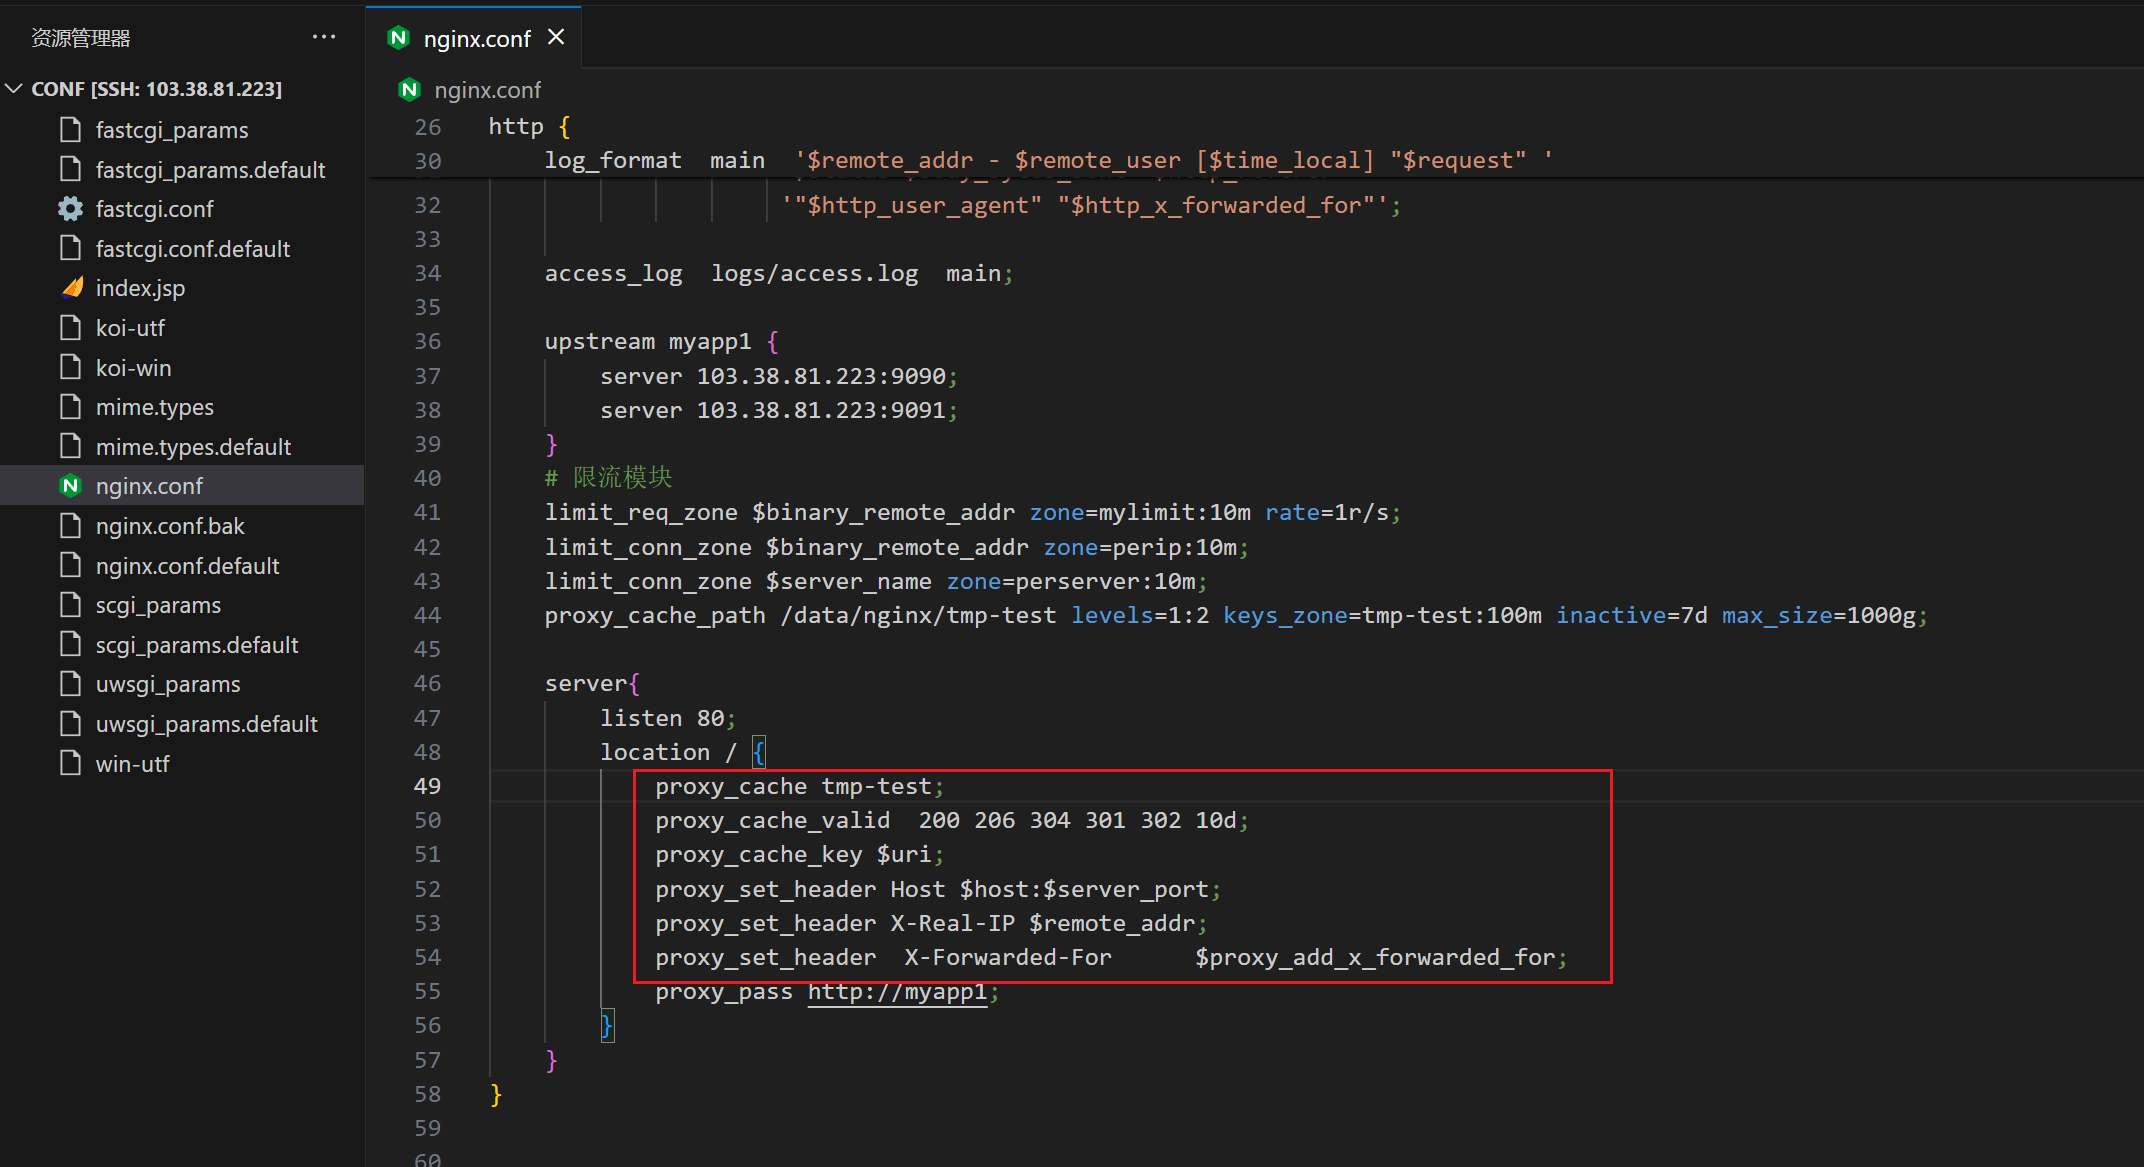 资源管理器
CONF [SSH: 103.38.81.223]
fastcgi_params
fastcgi_params.default
fastcgi.conf
fastcgi.conf.default
index.jsp
koi-utf
koi-win
mime.types
mime.types.default
nginx.conf
nginx.conf.bak
nginx.conf.default
scgi_params
scgi_params.default
uwsgi_params
uwsgi_params.default
win-utf
nginx.conf
nginx.conf
26 http {
30 log_format  main  '$remote_addr - $remote_user [$time_local] "$request" '
32 '"$http_user_agent" "$http_x_forwarded_for"';
33
34 access_log  logs/access.log  main;
35
36 upstream myapp1 {
37 server 103.38.81.223:9090;
38 server 103.38.81.223:9091;
39 }
40 # 限流模块
41 limit_req_zone $binary_remote_addr zone=mylimit:10m rate=1r/s;
42 limit_conn_zone $binary_remote_addr zone=perip:10m;
43 limit_conn_zone $server_name zone=perserver:10m;
44 proxy_cache_path /data/nginx/tmp-test levels=1:2 keys_zone=tmp-test:100m inactive=7d max_size=1000g;
45
46 server{
47 listen 80;
48 location / {
49 proxy_cache tmp-test;
50 proxy_cache_valid  200 206 304 301 302 10d;
51 proxy_cache_key $uri;
52 proxy_set_header Host $host:$server_port;
53 proxy_set_header X-Real-IP $remote_addr;
54 proxy_set_header  X-Forwarded-For      $proxy_add_x_forwarded_for;
55 proxy_pass http://myapp1;
56 }
57 }
58 }
59
60